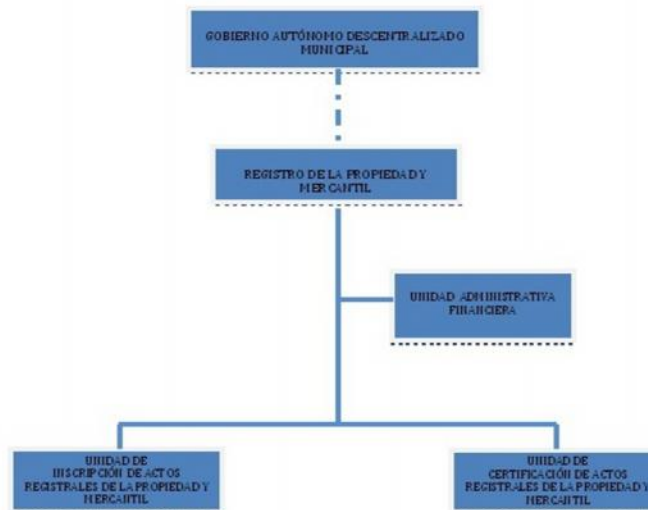 GOBIERNO AUTÓNOMO DESCENTRALIZADO
MUNICIPAL
REGISTRO DE LA PROPIEDAD Y
MERCANTIL
UNIDAD ADMINISTRATIVA
FINANCIERA
UNIDAD DE
INSCRIPCIÓN DE ACTOS
REGISTRALES DE LA PROPIEDAD Y
MERCANTIL
UNIDAD DE
CERTIFICACIÓN DE ACTOS
REGISTRALES DE LA PROPIEDAD Y
MERCANTIL